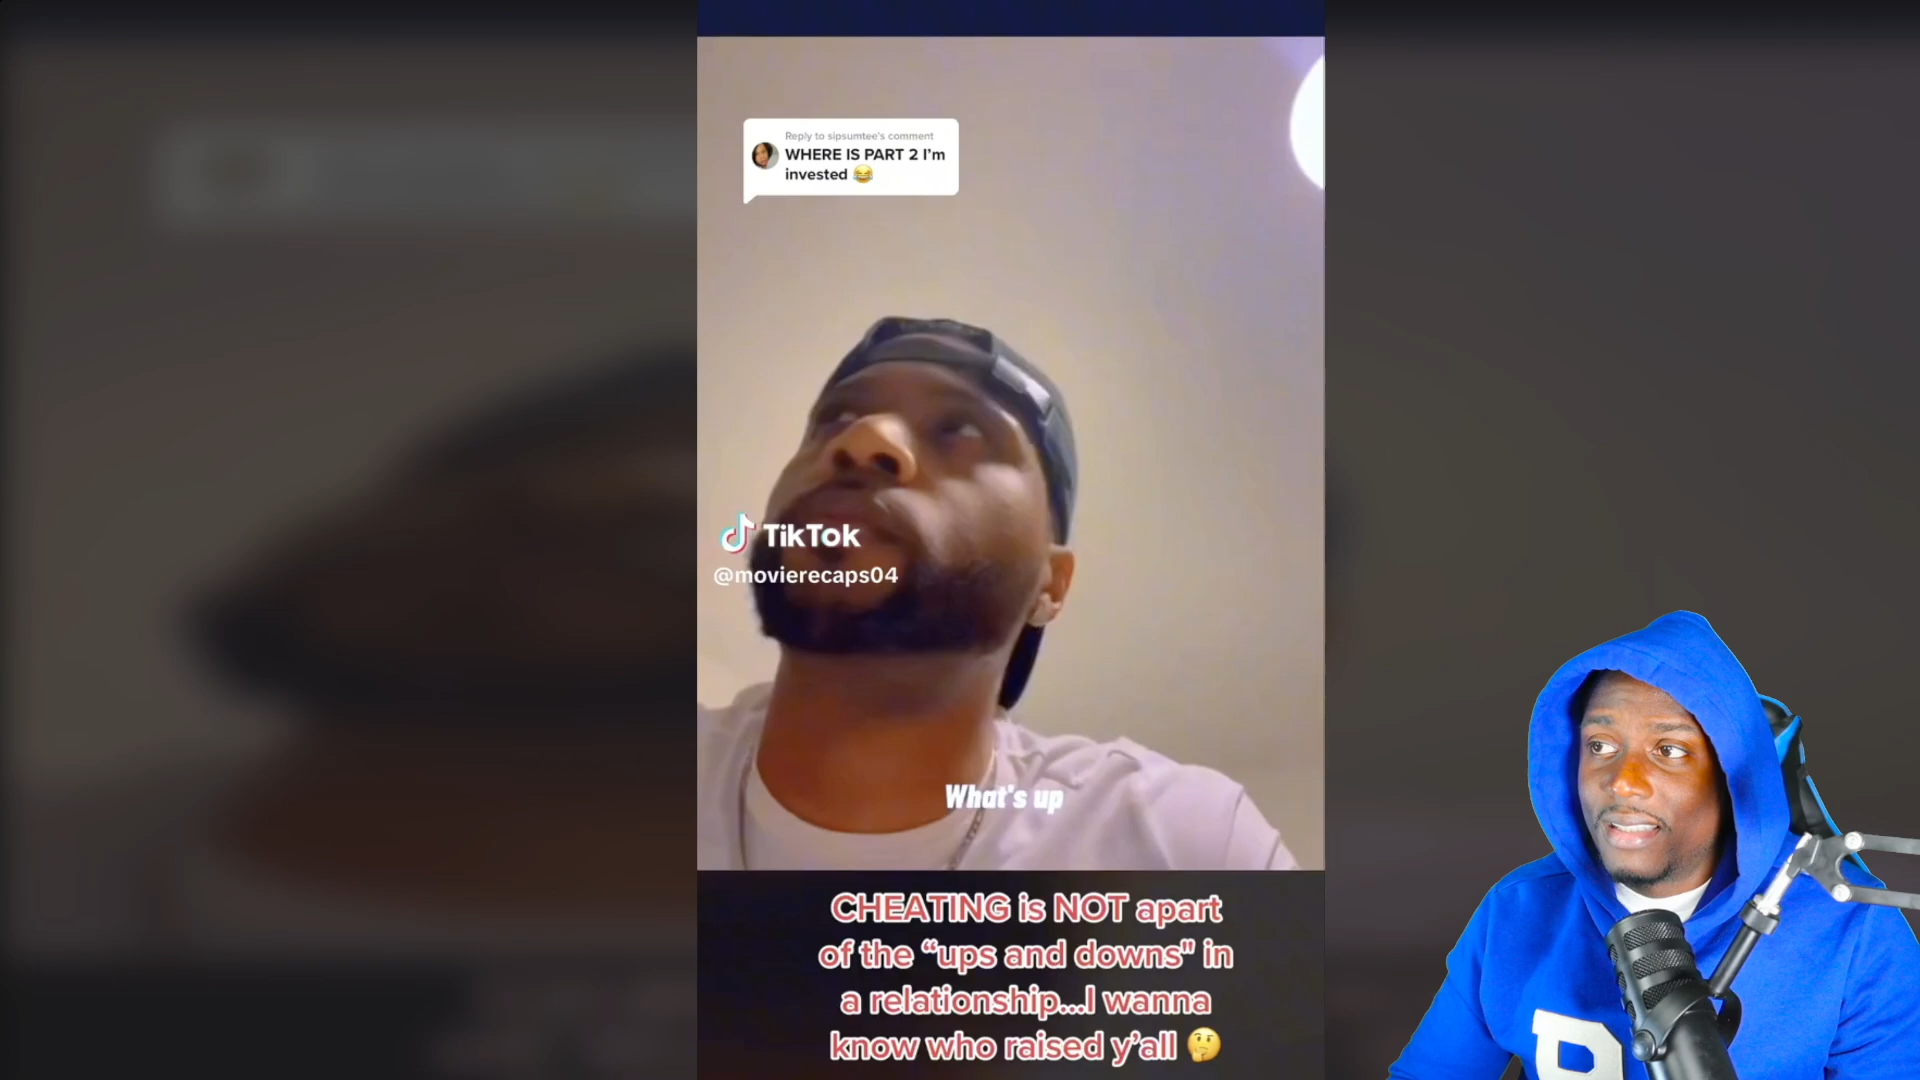 Reply to sipsumtee's comment
WHERE IS PART 2 I'm
invested 😂
TikTok
@movierecaps04
What's up
CHEATING is NOT apart
of the “ups and downs" in
a relationship...I wanna
know who raised y’all 🤔